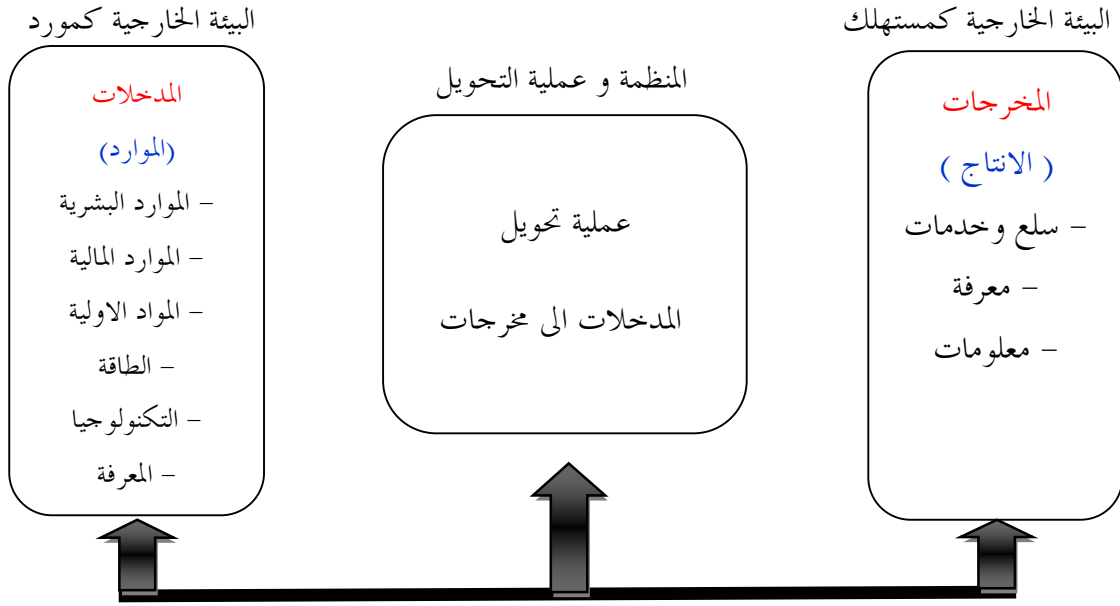 البيئة الخارجية كمورد
المدخلات
(الموارد)
– الموارد البشرية
– الموارد المالية
– المواد الاولية
– الطاقة
– التكنولوجيا
– المعرفة
المنظمة و عملية التحويل
عملية تحويل
المدخلات الى مخرجات
البيئة الخارجية كمستهلك
المخرجات
( الانتاج )
– سلع وخدمات
– معرفة
– معلومات